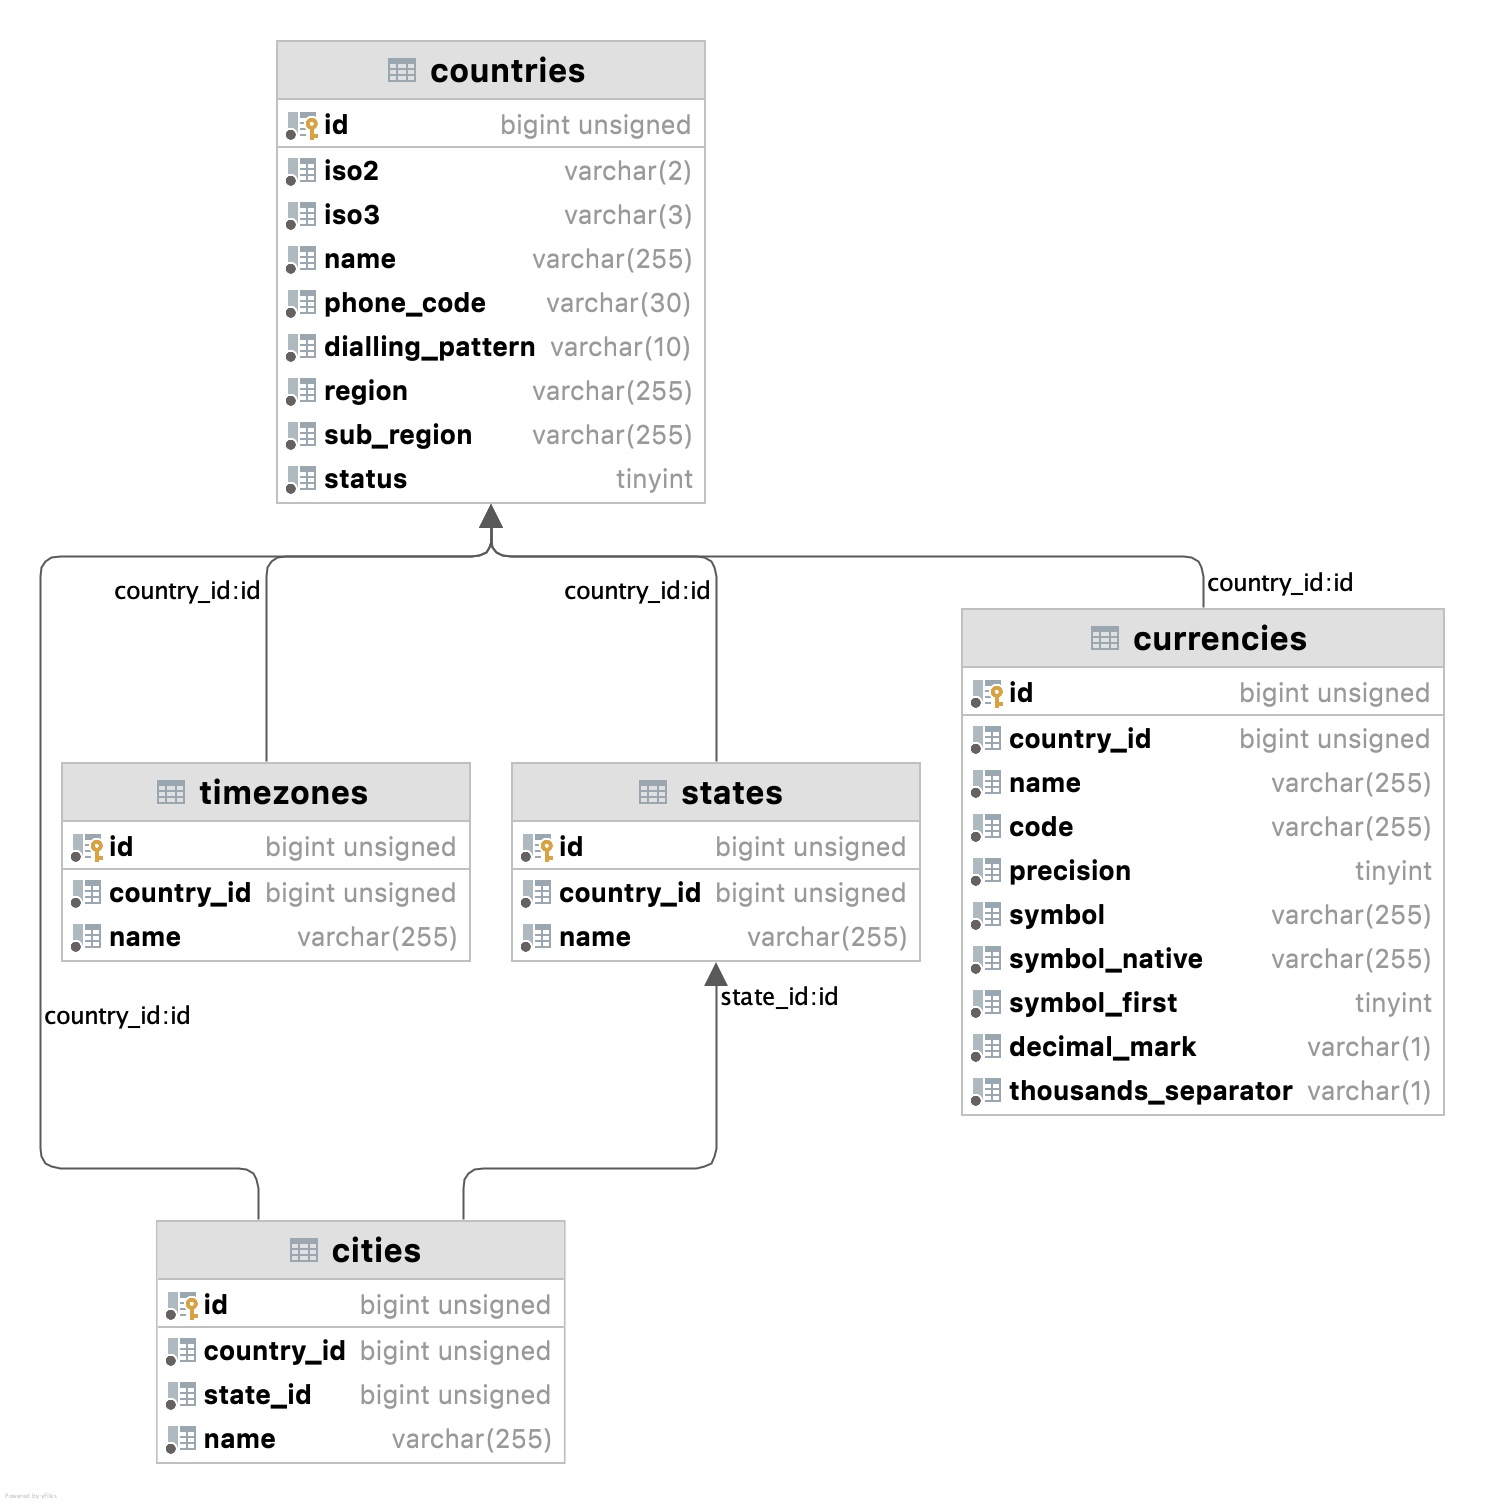 countries
id bigint unsigned
iso2 varchar(2)
iso3 varchar(3)
name varchar(255)
phone_code varchar(30)
dialling_pattern varchar(10)
region varchar(255)
sub_region varchar(255)
status tinyint
country_id:id
country_id:id
country_id:id
currencies
id bigint unsigned
country_id bigint unsigned
name varchar(255)
code varchar(255)
precision tinyint
symbol varchar(255)
symbol_native varchar(255)
symbol_first tinyint
decimal_mark varchar(1)
thousands_separator varchar(1)
timezones
id bigint unsigned
country_id bigint unsigned
name varchar(255)
states
id bigint unsigned
country_id bigint unsigned
name varchar(255)
country_id:id
state_id:id
cities
id bigint unsigned
country_id bigint unsigned
state_id bigint unsigned
name varchar(255)
Powered by yFiles